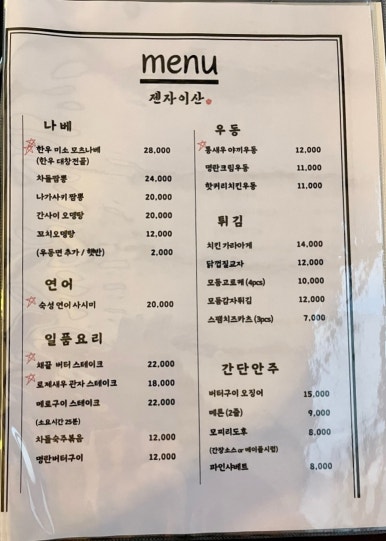 menu
젠자이산
나베
한우 미소 모츠나베 28,000
(한우 대창전골)
차돌짬뽕 24,000
나가사키 짬뽕 20,000
간사이 오뎅탕 20,000
꼬치오뎅탕 12,000
(우동면 추가 / 햇반) 2,000
연어
숙성 연어 사시미 20,000
일품요리
채끝 버터 스테이크 22,000
로제새우 관자 스테이크 18,000
메로구이 스테이크 22,000
(소요시간 25분)
차돌숙주볶음 12,000
명란버터구이 12,000
우동
통새우 야끼우동 12,000
명란크림우동 11,000
핫커리치킨우동 11,000
튀김
치킨 가라아게 14,000
닭껍질교자 12,000
모둠고로케 (4pcs) 10,000
모둠감자튀김 12,000
스팸치즈카츠 (3pcs) 7,000
간단안주
버터구이 오징어 15,000
메론 (2줄) 9,000
모찌리도후 8,000
(간장소스 or 메이플시럽)
파인샤베트 8,000